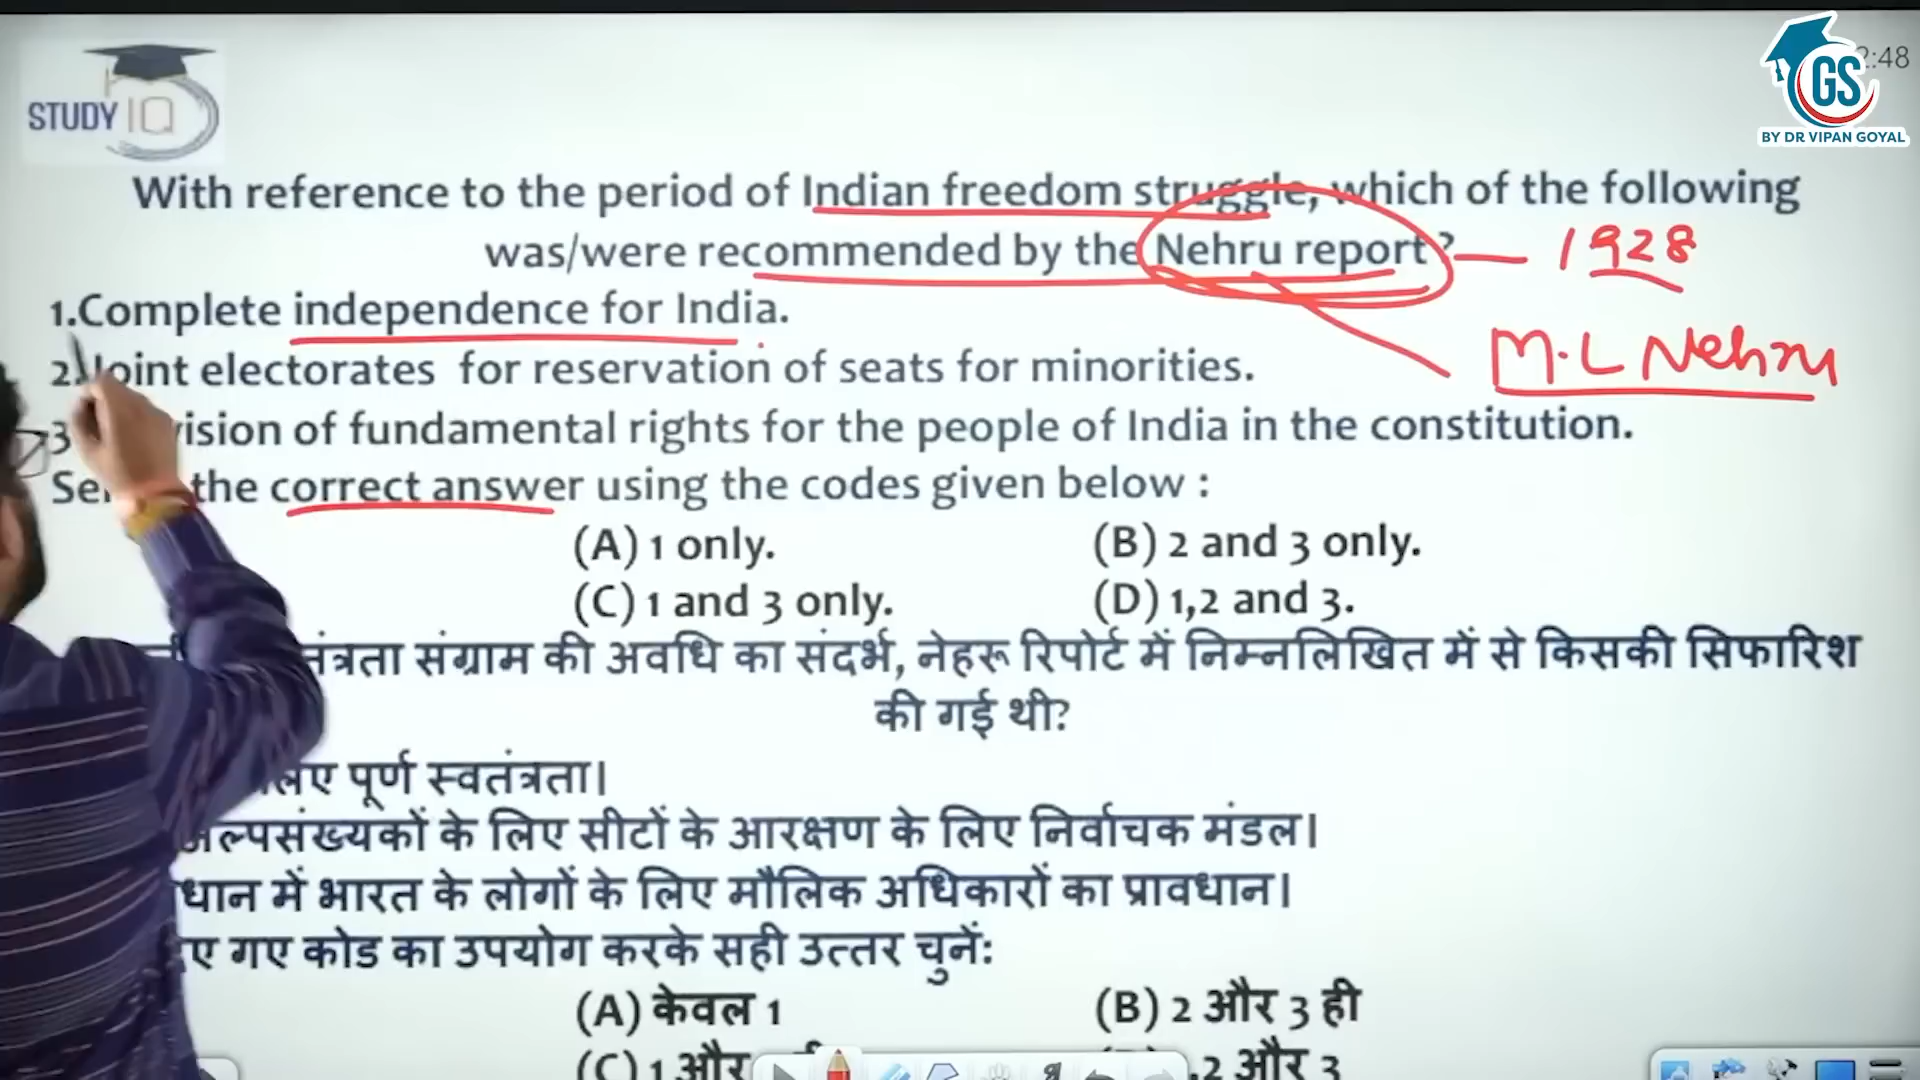 STUDY IQ
:48
GS
BY DR VIPAN GOYAL
With reference to the period of Indian freedom struggle, which of the following
was/were recommended by the Nehru report? — 1928
1.Complete independence for India.
M.L Nehru
2. Joint electorates for reservation of seats for minorities.
3 ision of fundamental rights for the people of India in the constitution.
Se the correct answer using the codes given below :
(A) 1 only. (B) 2 and 3 only.
(C) 1 and 3 only. (D) 1,2 and 3.
तंत्रता संग्राम की अवधि का संदर्भ, नेहरू रिपोर्ट में निम्नलिखित में से किसकी सिफारिश
की गई थी?
लिए पूर्ण स्वतंत्रता।
अल्पसंख्यकों के लिए सीटों के आरक्षण के लिए निर्वाचक मंडल।
धान में भारत के लोगों के लिए मौलिक अधिकारों का प्रावधान।
ए गए कोड का उपयोग करके सही उत्तर चुनें:
(A) केवल 1 (B) 2 और 3 ही
(C) 1 और ,2 और 3